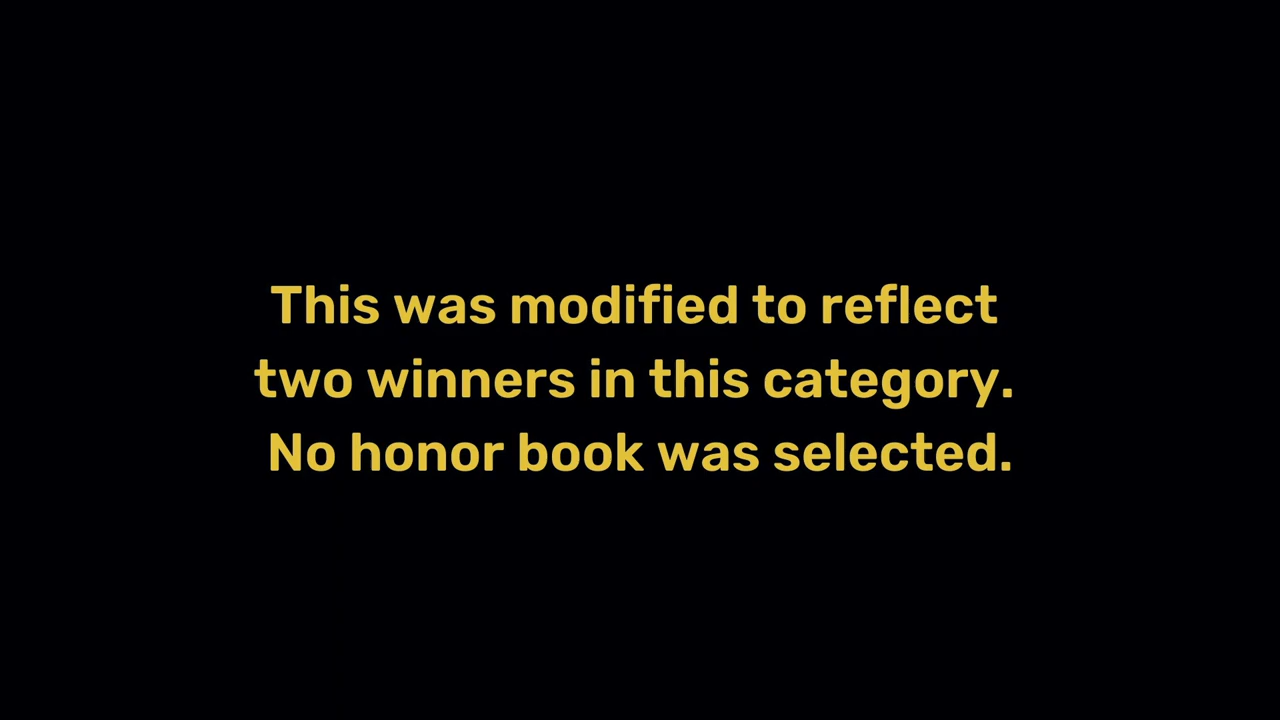 This was modified to reflect
two winners in this category.
No honor book was selected.